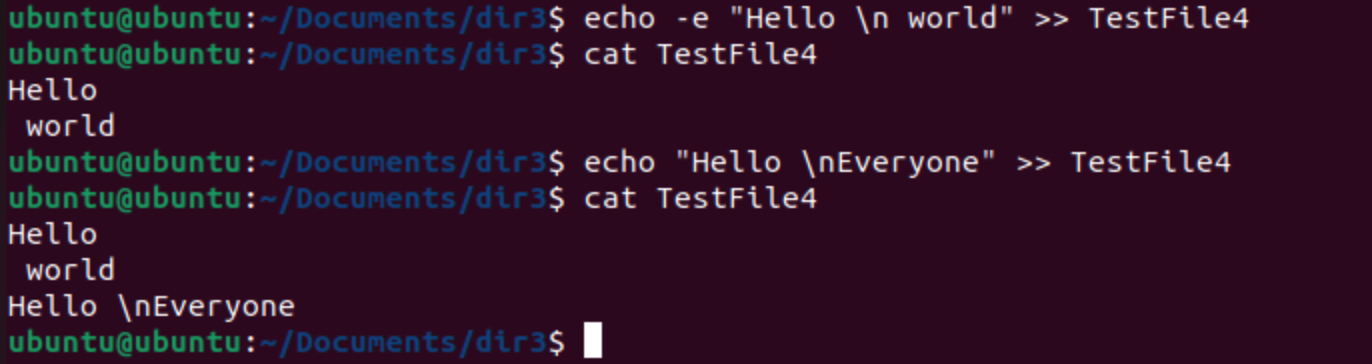 ubuntu@ubuntu:~/Documents/dir3$ echo -e "Hello \n world" >> TestFile4
ubuntu@ubuntu:~/Documents/dir3$ cat TestFile4
Hello
 world
ubuntu@ubuntu:~/Documents/dir3$ echo "Hello \nEveryone" >> TestFile4
ubuntu@ubuntu:~/Documents/dir3$ cat TestFile4
Hello
 world
Hello \nEveryone
ubuntu@ubuntu:~/Documents/dir3$